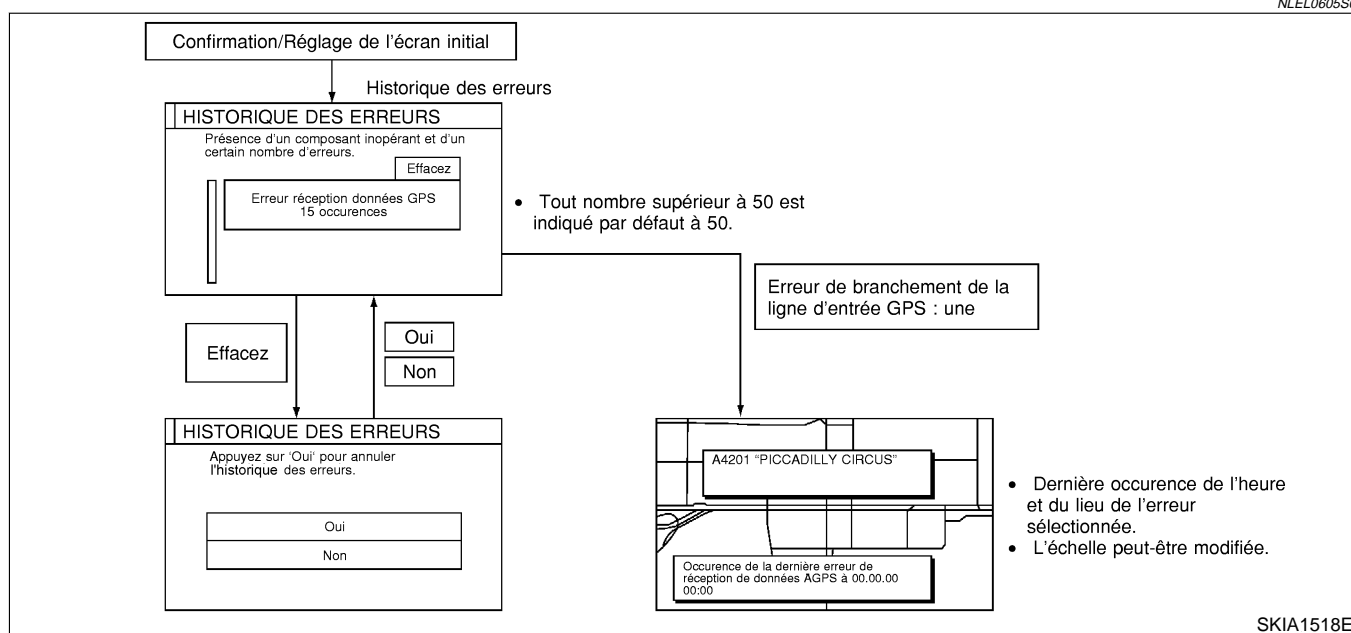 NLEL0605S
Confirmation/Réglage de l'écran initial
Historique des erreurs
HISTORIQUE DES ERREURS
Présence d'un composant inopérant et d'un
certain nombre d'erreurs.
Effacez
Erreur réception données GPS
15 occurences
• Tout nombre supérieur à 50 est
indiqué par défaut à 50.
Erreur de branchement de la
ligne d'entrée GPS : une
Effacez
Oui
Non
HISTORIQUE DES ERREURS
Appuyez sur 'Oui' pour annuler
l'historique des erreurs.
Oui
Non
A4201 "PICCADILLY CIRCUS"
Occurence de la dernière erreur de
réception de données AGPS à 00.00.00
00:00
• Dernière occurence de l'heure
et du lieu de l'erreur
sélectionnée.
• L'échelle peut-être modifiée.
SKIA1518E